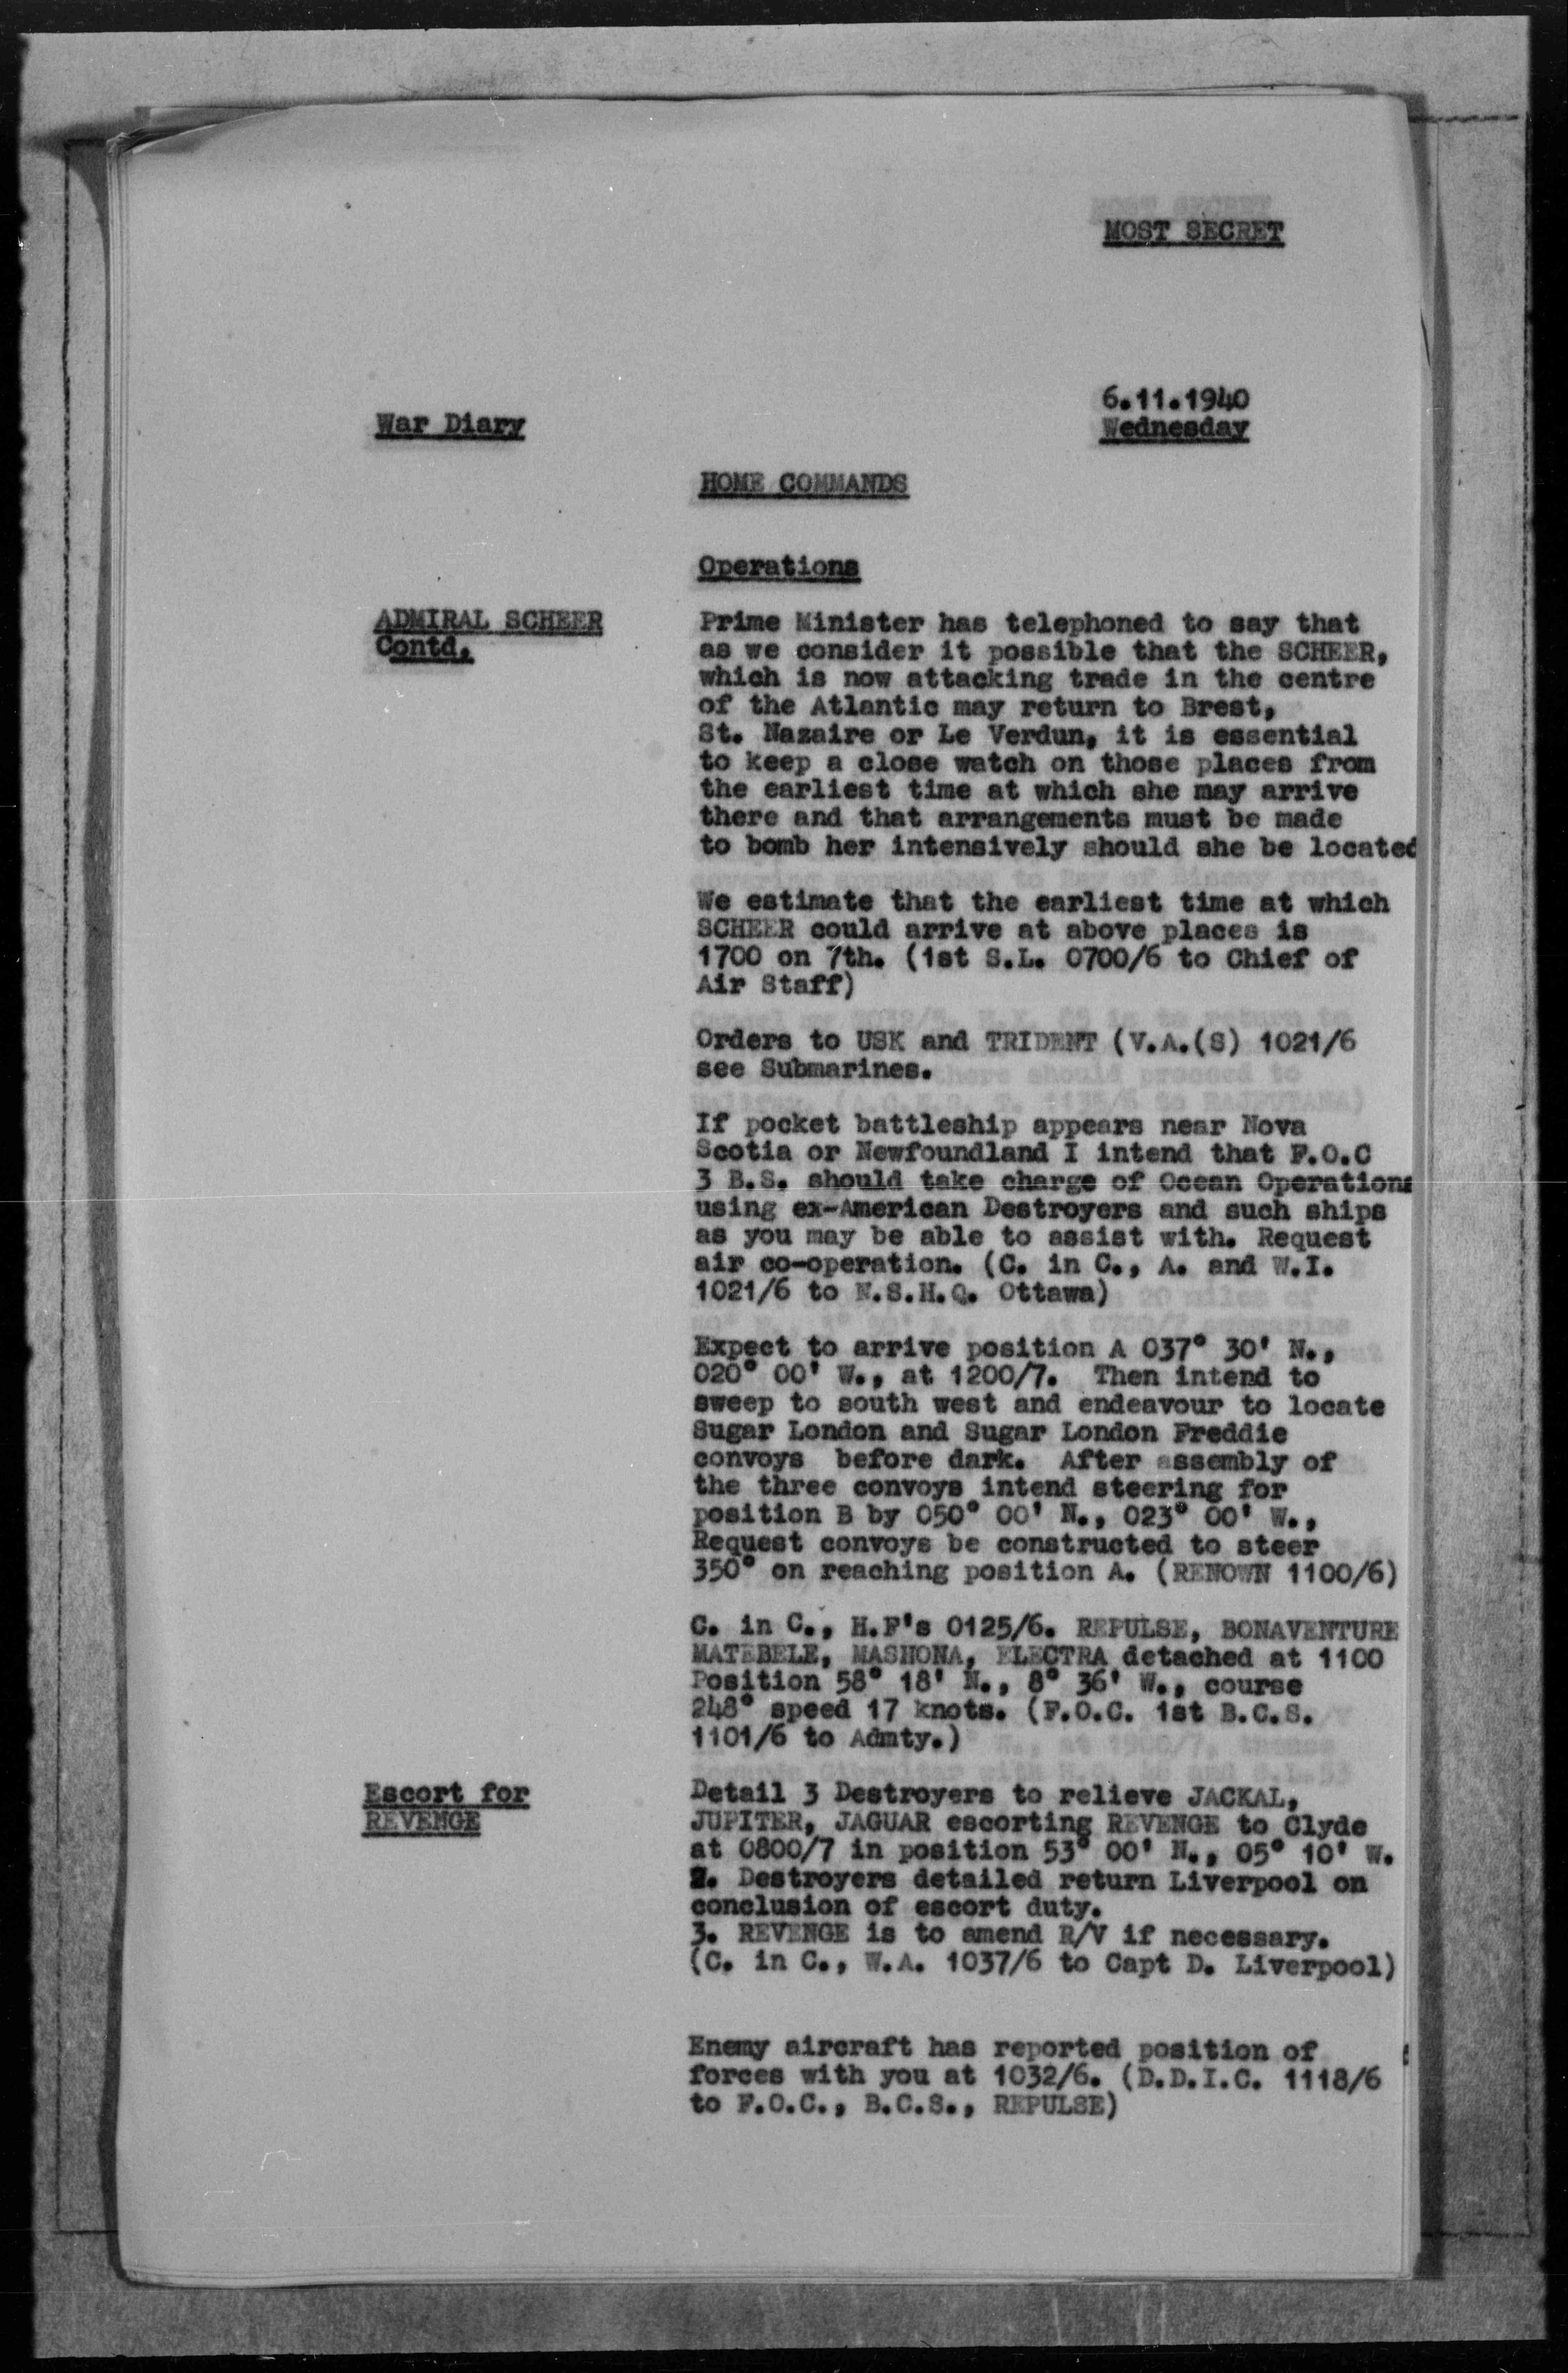 MOST SECRET
War Diary
6.11.1940
Wednesday
HOME COMMANDS
Operations
ADMIRAL SCHEER
Contd.
Prime Minister has telephoned to say that
as we consider it possible that the SCHEER,
which is now attacking trade in the centre
of the Atlantic may return to Brest,
St. Nazaire or Le Verdun, it is essential
to keep a close watch on those places from
the earliest time at which she may arrive
there and that arrangements must be made
to bomb her intensively should she be located
We estimate that the earliest time at which
SCHEER could arrive at above places is
1700 on 7th. (1st S.L. 0700/6 to Chief of
Air Staff)
Orders to USK and TRIDENT (V.A.(S) 1021/6
see Submarines.
If pocket battleship appears near Nova
Scotia or Newfoundland I intend that F.O.C
3 B.S. should take charge of Ocean Operations
using ex-American Destroyers and such ships
as you may be able to assist with. Request
air co-operation. (C. in C., A. and W.I.
1021/6 to N.S.H.Q. Ottawa)
Expect to arrive position A 037° 30' N.,
020° 00' W., at 1200/7. Then intend to
sweep to south west and endeavour to locate
Sugar London and Sugar London Freddie
convoys before dark. After assembly of
the three convoys intend steering for
position B by 050° 00' N., 023° 00' W.,
Request convoys be constructed to steer
350° on reaching position A. (RENOWN 1100/6)
C. in C., H.F's 0125/6. REPULSE, BONAVENTURE
MATEBELE, MASHONA, ELECTRA detached at 1100
Position 58° 18' N., 8° 36' W., course
248° speed 17 knots. (F.O.C. 1st B.C.S.
1101/6 to Admty.)
Escort for
REVENGE
Detail 3 Destroyers to relieve JACKAL,
JUPITER, JAGUAR escorting REVENGE to Clyde
at 0800/7 in position 53° 00' N., 05° 10' W.
2. Destroyers detailed return Liverpool on
conclusion of escort duty.
3. REVENGE is to amend R/V if necessary.
(C. in C., W.A. 1037/6 to Capt D. Liverpool)
Enemy aircraft has reported position of
forces with you at 1032/6. (D.D.I.C. 1118/6
to F.O.C., B.C.S., REPULSE)